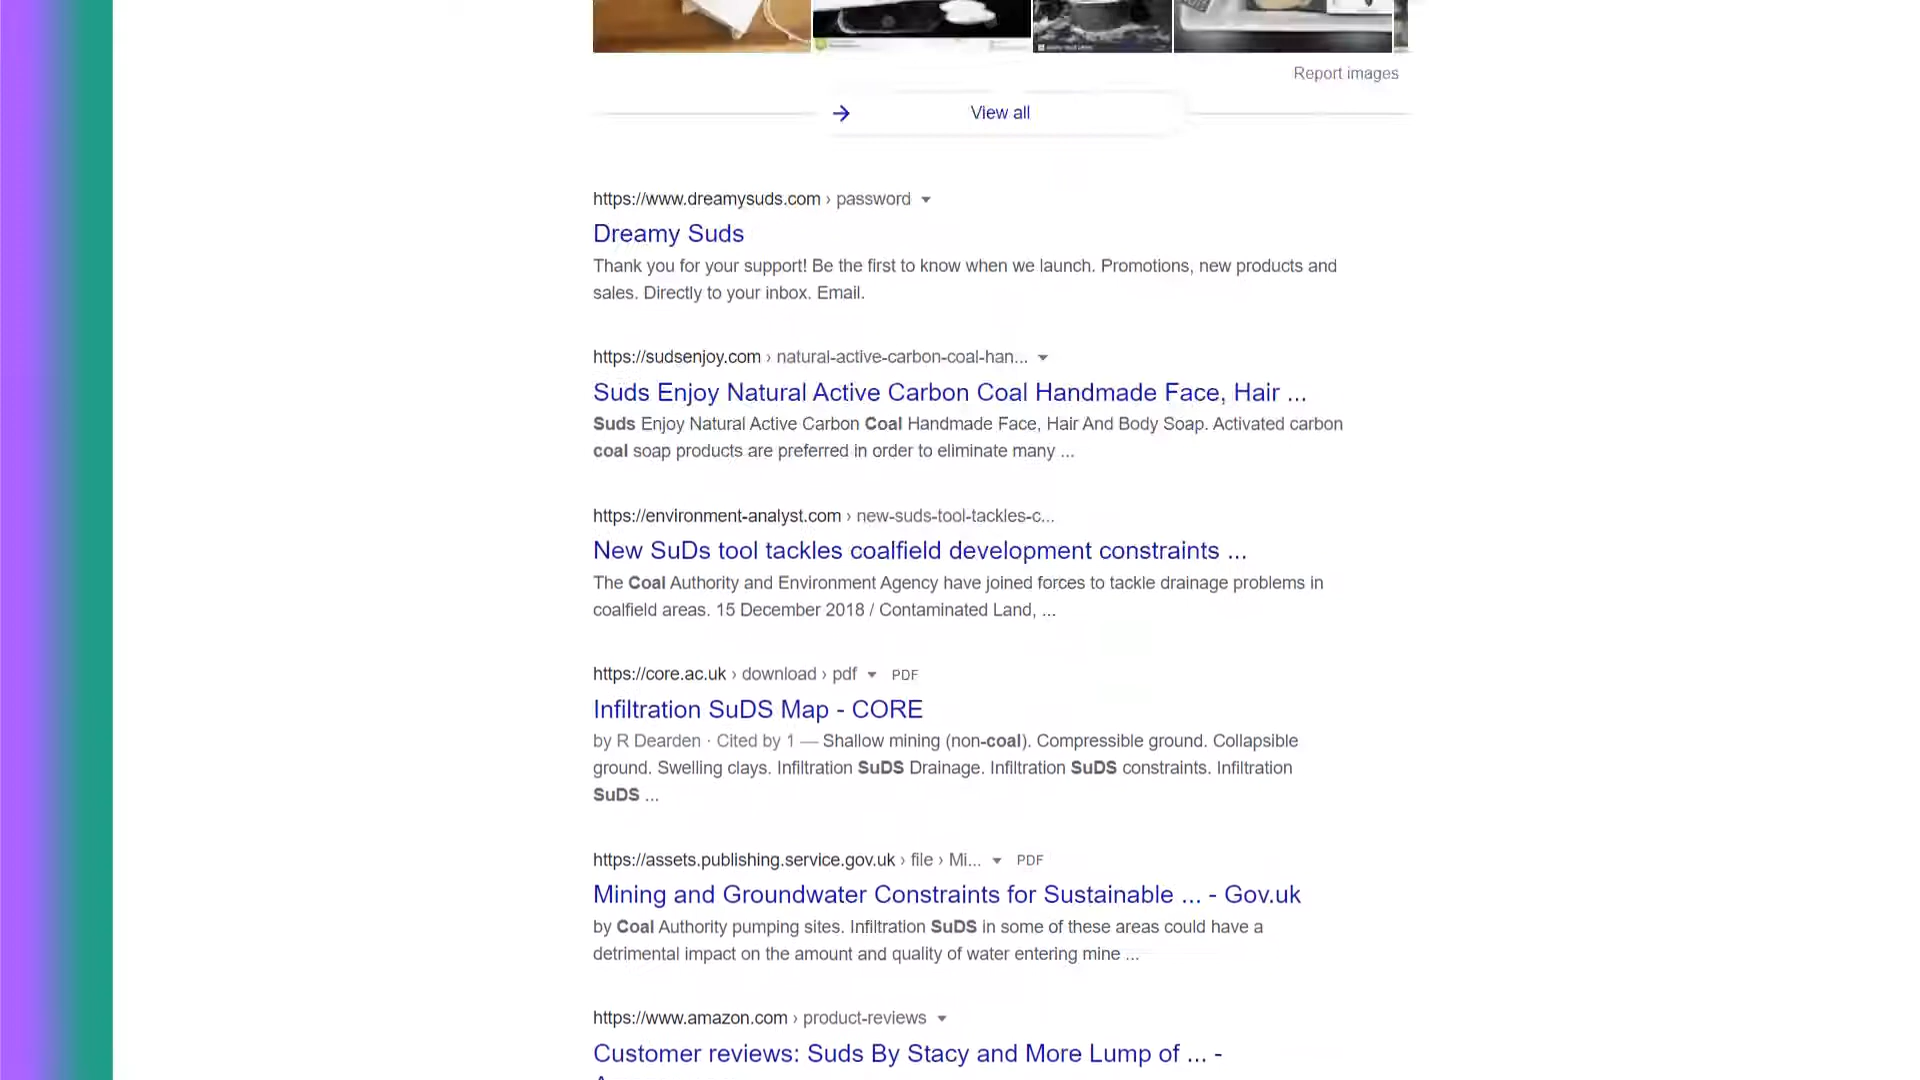 Report images
View all
https://www.dreamysuds.com › password
Dreamy Suds
Thank you for your support! Be the first to know when we launch. Promotions, new products and
sales. Directly to your inbox. Email.
https://sudsenjoy.com › natural-active-carbon-coal-han...
Suds Enjoy Natural Active Carbon Coal Handmade Face, Hair ...
Suds Enjoy Natural Active Carbon Coal Handmade Face, Hair And Body Soap. Activated carbon
coal soap products are preferred in order to eliminate many ...
https://environment-analyst.com › new-suds-tool-tackles-c...
New SuDs tool tackles coalfield development constraints ...
The Coal Authority and Environment Agency have joined forces to tackle drainage problems in
coalfield areas. 15 December 2018 / Contaminated Land, ...
https://core.ac.uk › download › pdf PDF
Infiltration SuDS Map - CORE
by R Dearden · Cited by 1 — Shallow mining (non-coal). Compressible ground. Collapsible
ground. Swelling clays. Infiltration SuDS Drainage. Infiltration SuDS constraints. Infiltration
SuDS ...
https://assets.publishing.service.gov.uk › file › Mi... PDF
Mining and Groundwater Constraints for Sustainable ... - Gov.uk
by Coal Authority pumping sites. Infiltration SuDS in some of these areas could have a
detrimental impact on the amount and quality of water entering mine ...
https://www.amazon.com › product-reviews
Customer reviews: Suds By Stacy and More Lump of ... -